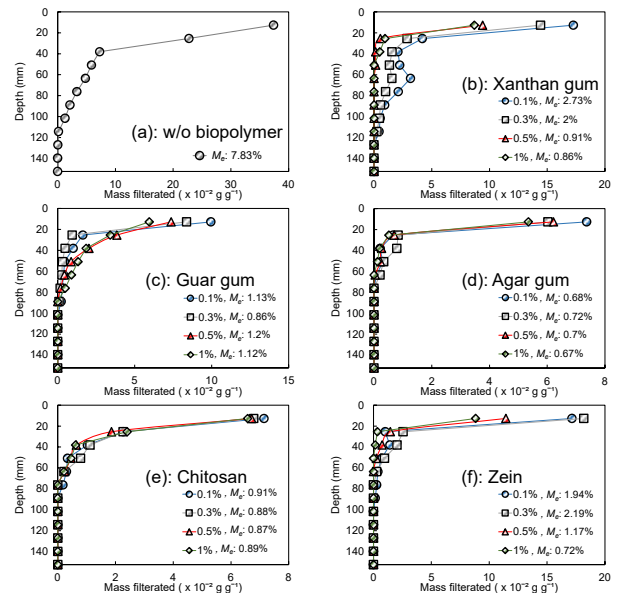 0
20
40
60
80
100
120
140
Depth (mm)
(a): w/o biopolymer
Me: 7.83%
0 10 20 30 40
Mass filterated ( x 10⁻² g g⁻¹)
0
20
40
60
80
100
120
140
Depth (mm)
(b): Xanthan gum
0.1%, Me: 2.73%
0.3%, Me: 2%
0.5%, Me: 0.91%
1%, Me: 0.86%
0 5 10 15 20
Mass filterated ( x 10⁻² g g⁻¹)
0
20
40
60
80
100
120
140
Depth (mm)
(c): Guar gum
0.1%, Me: 1.13%
0.3%, Me: 0.86%
0.5%, Me: 1.2%
1%, Me: 1.12%
0 5 10 15
Mass filterated ( x 10⁻² g g⁻¹)
0
20
40
60
80
100
120
140
Depth (mm)
(d): Agar gum
0.1%, Me: 0.68%
0.3%, Me: 0.72%
0.5%, Me: 0.7%
1%, Me: 0.67%
0 2 4 6 8
Mass filterated ( x 10⁻² g g⁻¹)
0
20
40
60
80
100
120
140
Depth (mm)
(e): Chitosan
0.1% , Me: 0.91%
0.3% , Me: 0.88%
0.5% , Me: 0.87%
1% , Me: 0.89%
0 2 4 6 8
Mass filterated ( x 10⁻² g g⁻¹)
0
20
40
60
80
100
120
140
Depth (mm)
(f): Zein
0.1% , Me: 1.94%
0.3% , Me: 2.19%
0.5% , Me: 1.17%
1% , Me: 0.72%
0 5 10 15 20
Mass filterated ( x 10⁻² g g⁻¹)